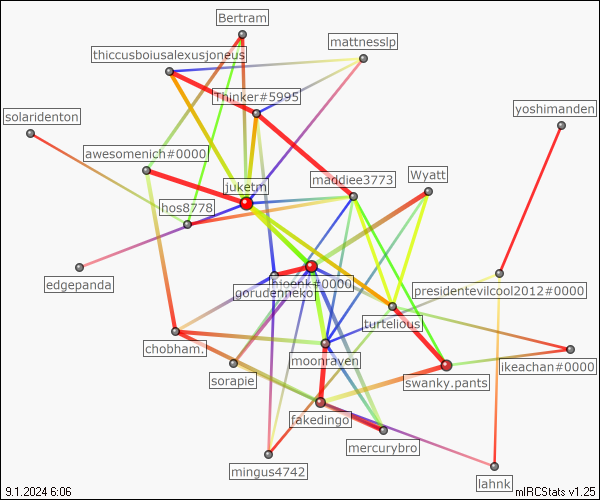 Bertram
mattnesslp
thiccusboiusalexusjoneus
Thinker#5995
yoshimanden
solaridenton
awesomenich#0000
maddiee3773
Wyatt
juketm
hos8778
edgepanda
hioenk#0000
gorudenneko
presidentevilcool2012#0000
turtelious
chobham.
moonraven
ikeachan#0000
sorapie
swanky.pants
fakedingo
mercurybro
mingus4742
lahnk
9.1.2024 6:06
mIRCStats v1.25